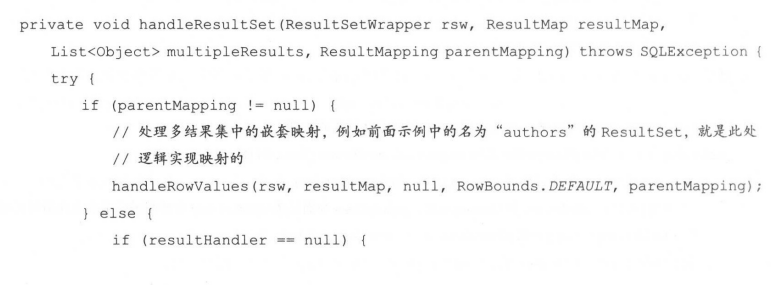 private void handleResultSet(ResultSetWrapper rsw, ResultMap resultMap,
List<Object> multipleResults, ResultMapping parentMapping) throws SQLException {
try {
if (parentMapping != null) {
// 处理多结果集中的嵌套映射，例如前面示例中的名为“authors”的 ResultSet，就是此处
// 逻辑实现映射的
handleRowValues(rsw, resultMap, null, RowBounds.DEFAULT, parentMapping);
} else {
if (resultHandler == null) {